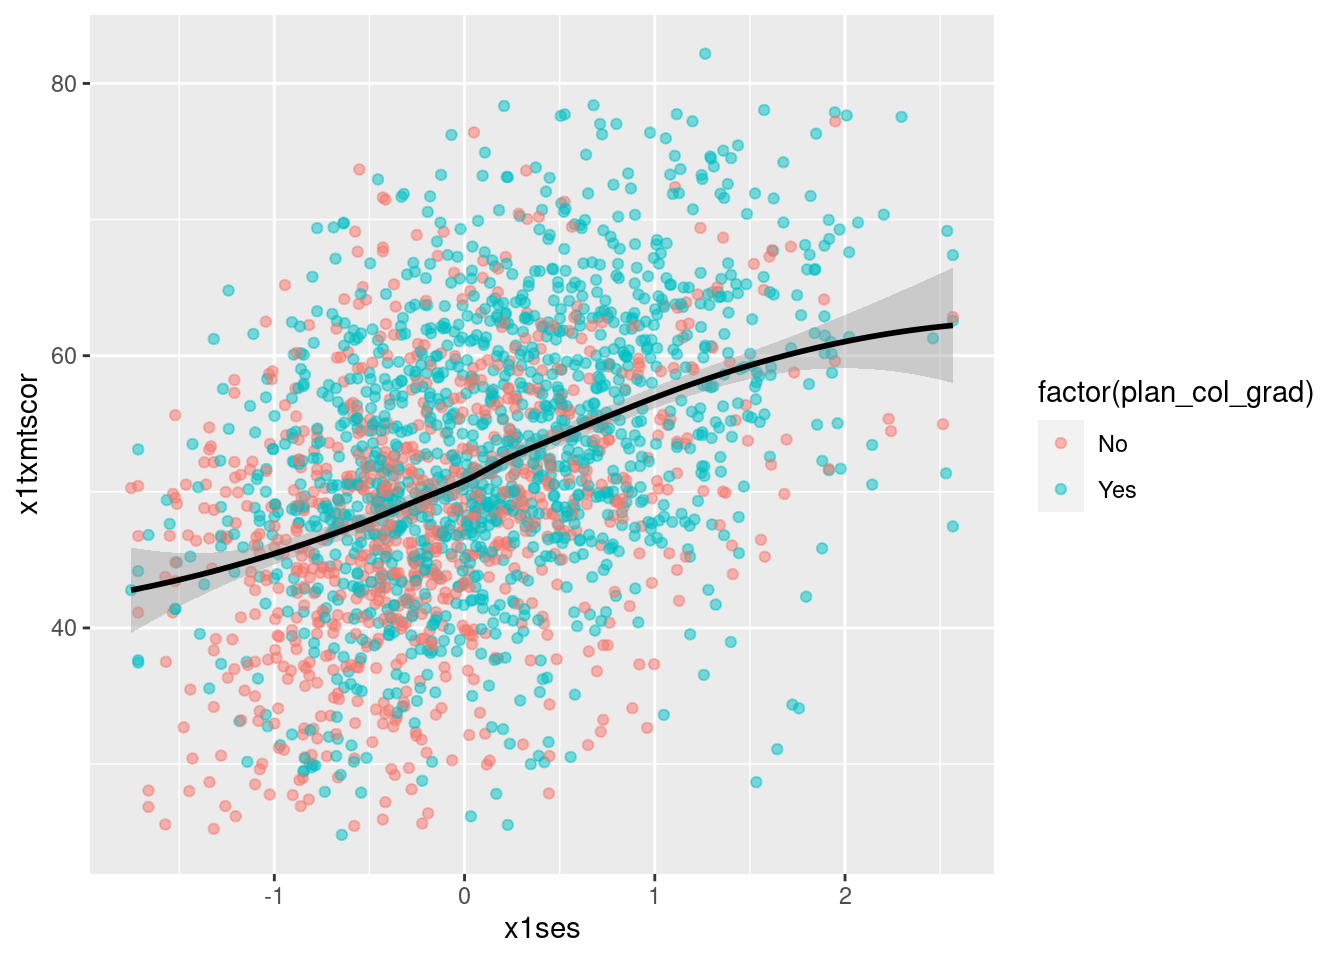 80
60
40
x1txmtscor
-1
0
1
2
x1ses
factor(plan_col_grad)
No
Yes